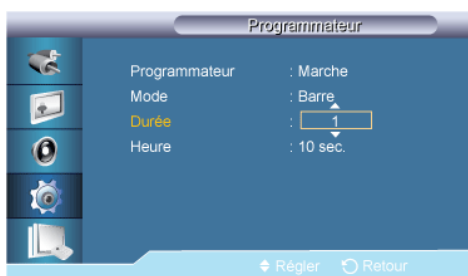 Programmateur
Programmateur : Marche
Mode : Barre
Durée : 1
Heure : 10 sec.
Régler Retour